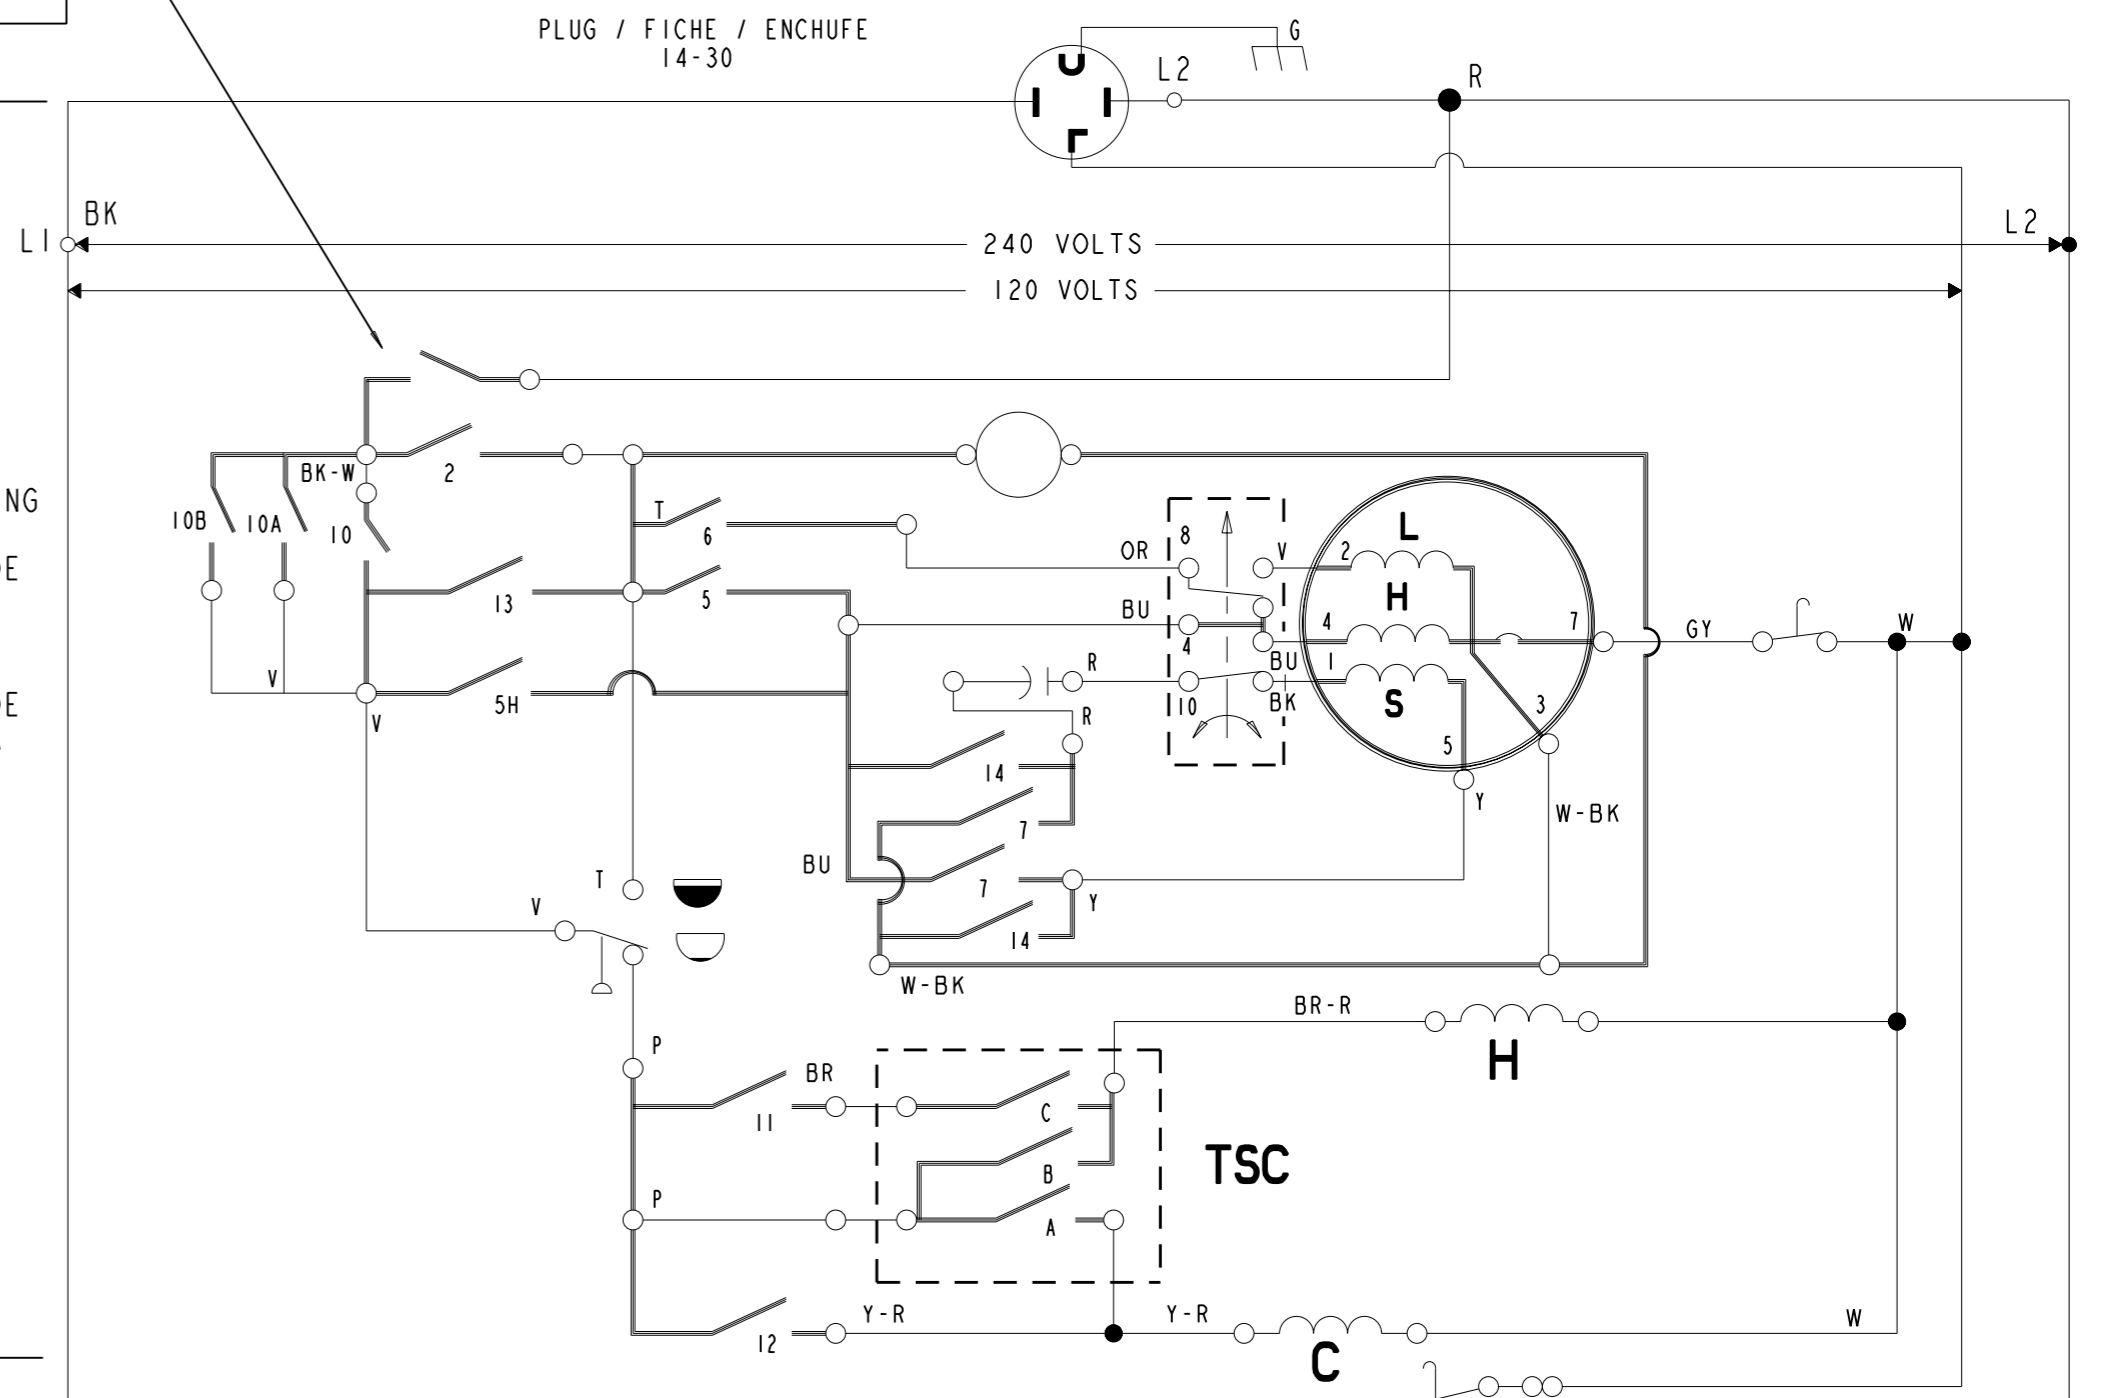 PLUG / FICHE / ENCHUFE
14-30
G
L2
R
BK
L1
240 VOLTS
L2
120 VOLTS
BK-W
2
NG
10B
10A
10
T
6
8
OR
V
2
L
H
13
5
BU
4
4
7
GY
W
BU
1
R
V
5H
10
BK
S
3
V
R
5
14
Y
W-BK
7
BU
T
7
Y
V
14
W-BK
BR-R
P
H
BR
11
C
TSC
B
P
A
Y-R
Y-R
W
12
C